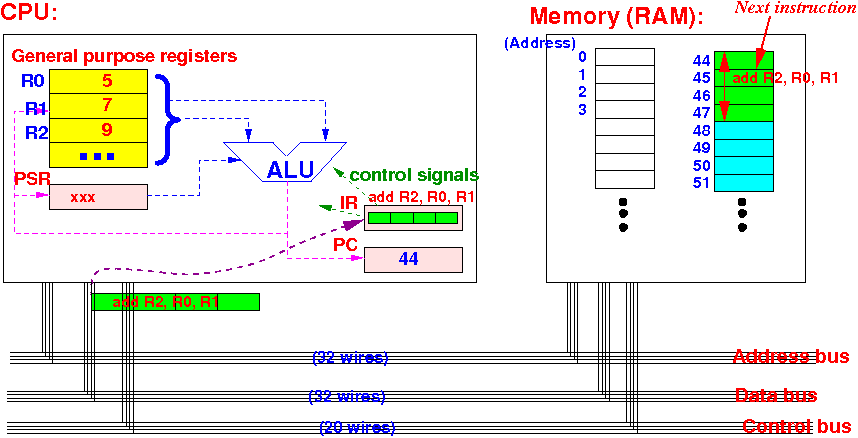 CPU:
Memory (RAM):
Next instruction
General purpose registers
(Address)
R0 5
R1 7
R2 9
PSR
xxx
ALU
control signals
IR
add R2, R0, R1
PC
44
add R2, R0, R1
0
1
2
3
44
45 add R2, R0, R1
46
47
48
49
50
51
(32 wires) Address bus
(32 wires) Data bus
(20 wires) Control bus